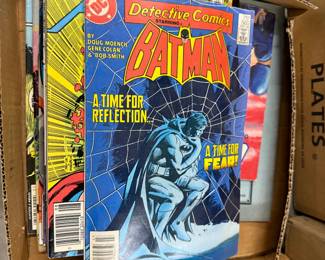 DC
Detective Comics
STARRING
BATMAN
BY
DOUG MOENCH
GENE COLAN
& BOB SMITH
A TIME FOR
REFLECTION...
A TIME FOR
FEAR!
PLATES